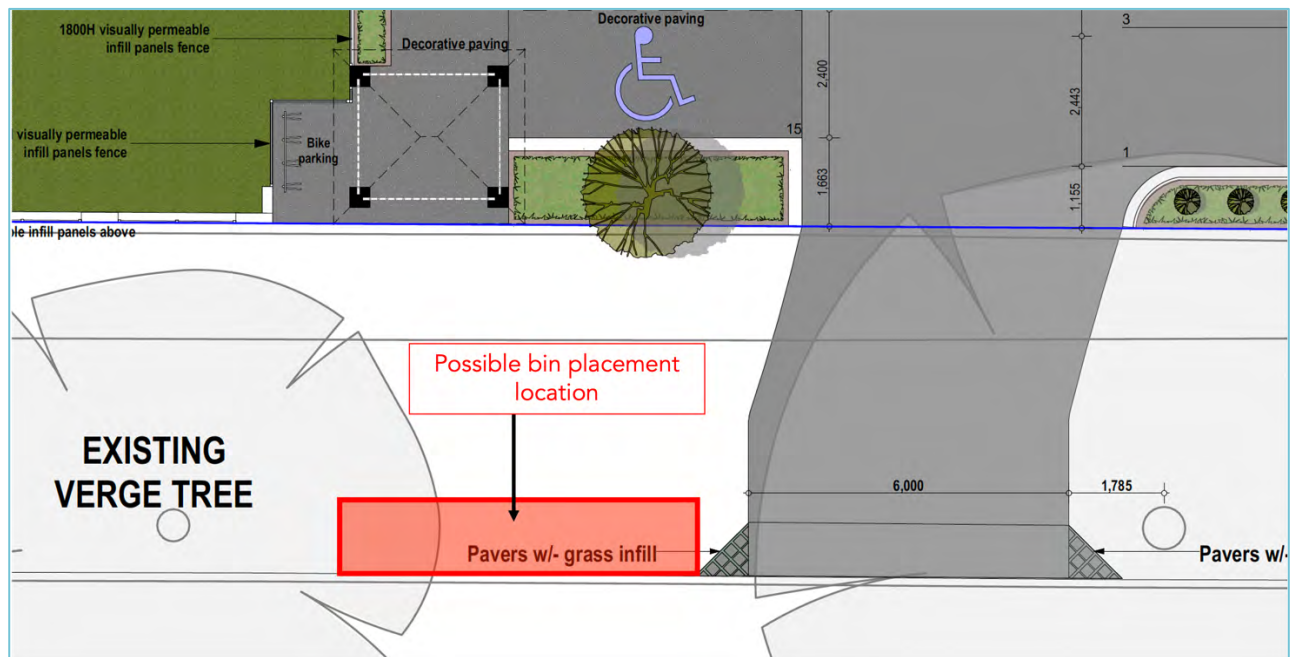 Decorative paving
1800H visually permeable
infill panels fence
Decorative paving
3
2,400
2,443
visually permeable
infill panels fence
Bike
parking
15
1
1,663
1,155
infill panels above
Possible bin placement
location
EXISTING
VERGE TREE
6,000
1,785
Pavers w/- grass infill
Pavers w/-